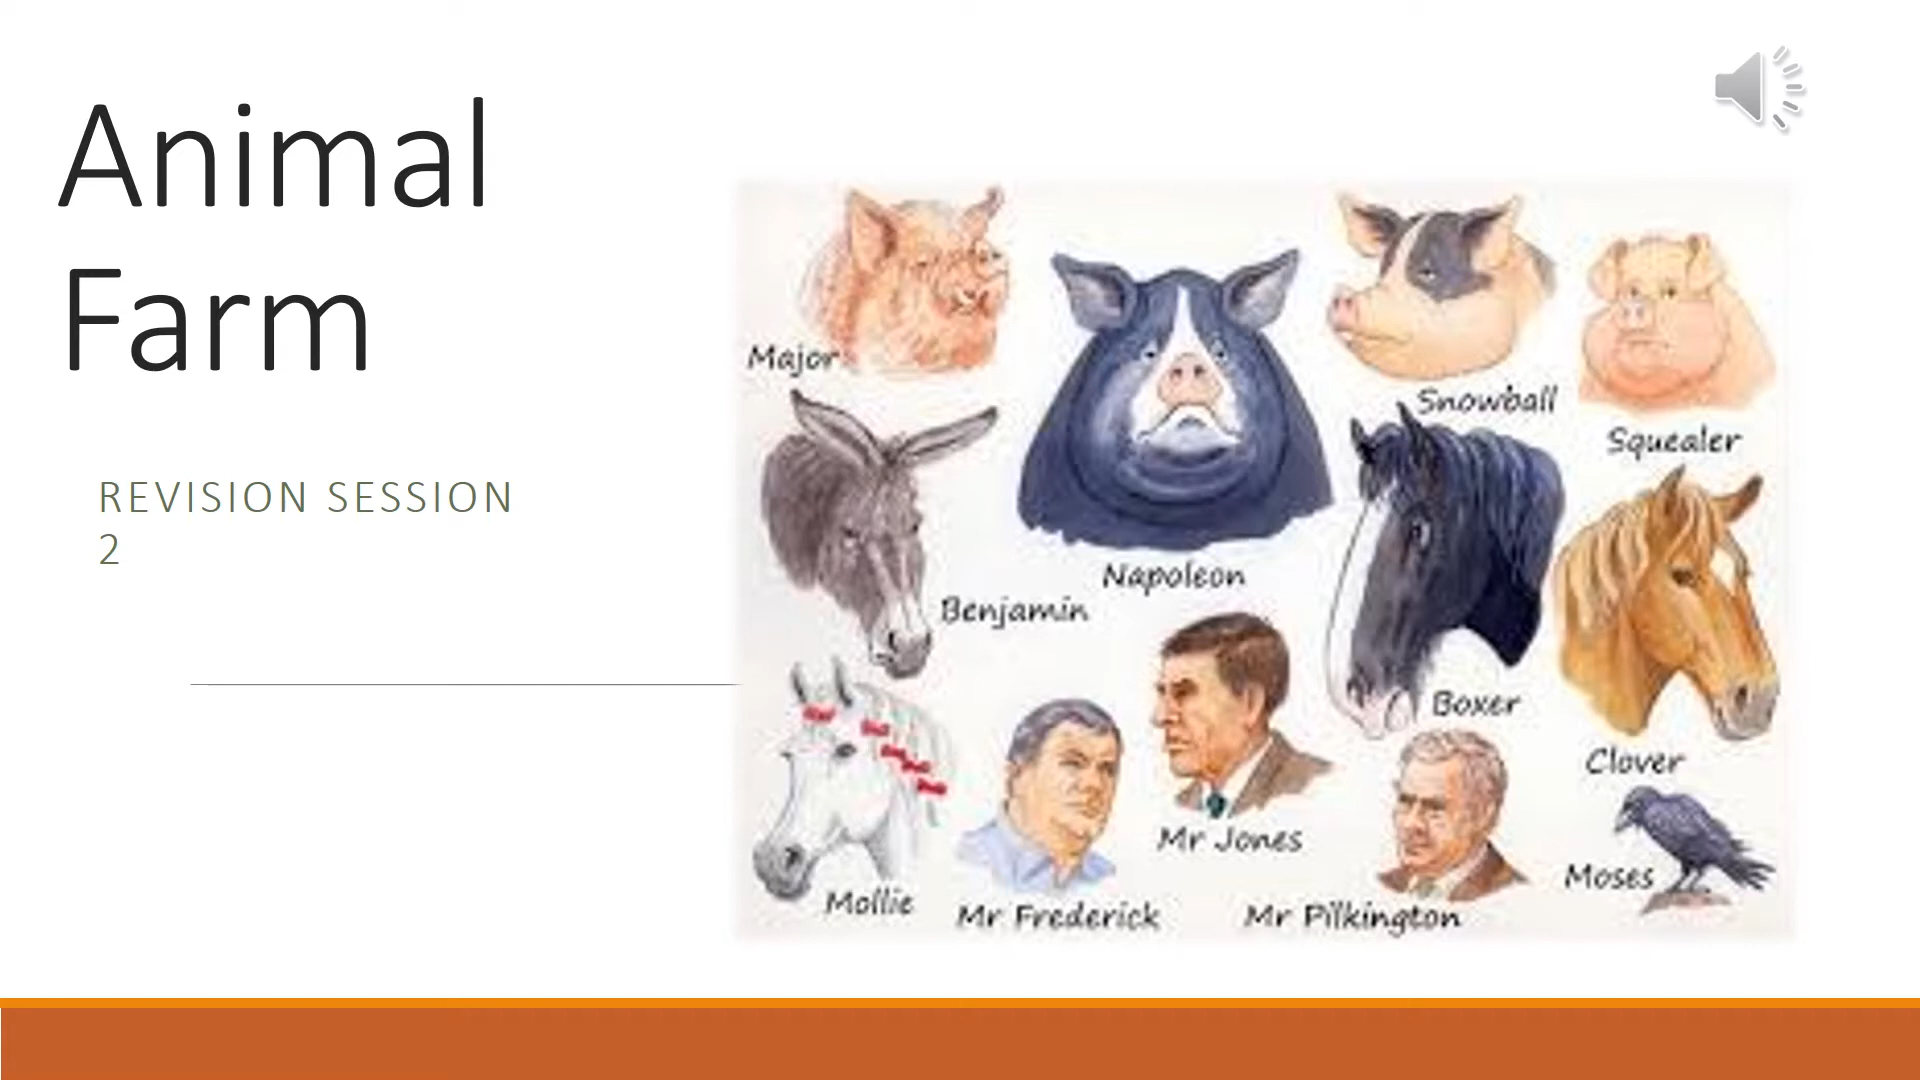 Animal
Farm
REVISION SESSION
2
Major
Snowball
Squealer
Napoleon
Benjamin
Boxer
Clover
Mr Jones
Moses
Mollie
Mr Frederick
Mr Pilkington